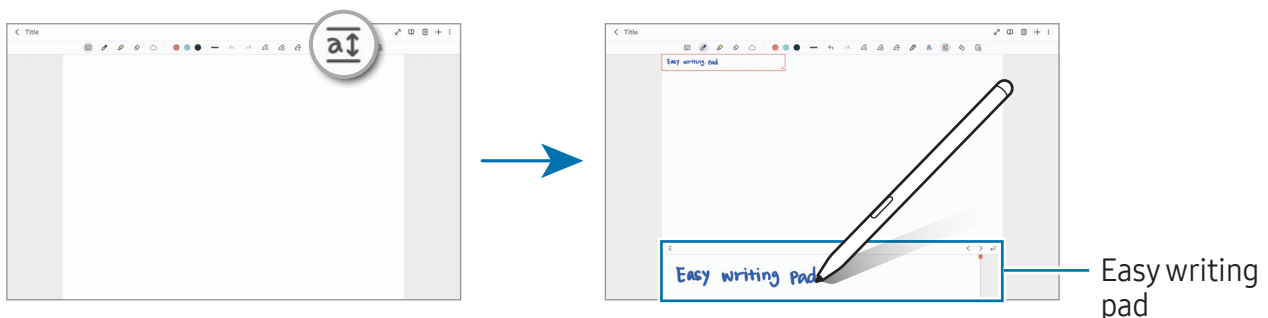 Title
a
Title
Easy writing pad
Easy writing pad
Easy writing
pad